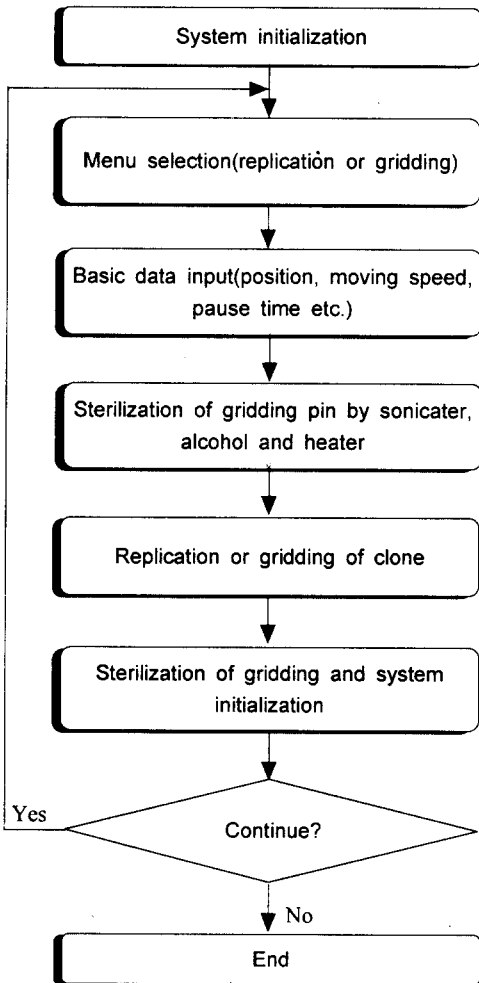 System initialization
Menu selection(replication or gridding)
Basic data input(position, moving speed,
pause time etc.)
Sterilization of gridding pin by sonicater,
alcohol and heater
Replication or gridding of clone
Sterilization of gridding and system
initialization
Yes
Continue?
No
End